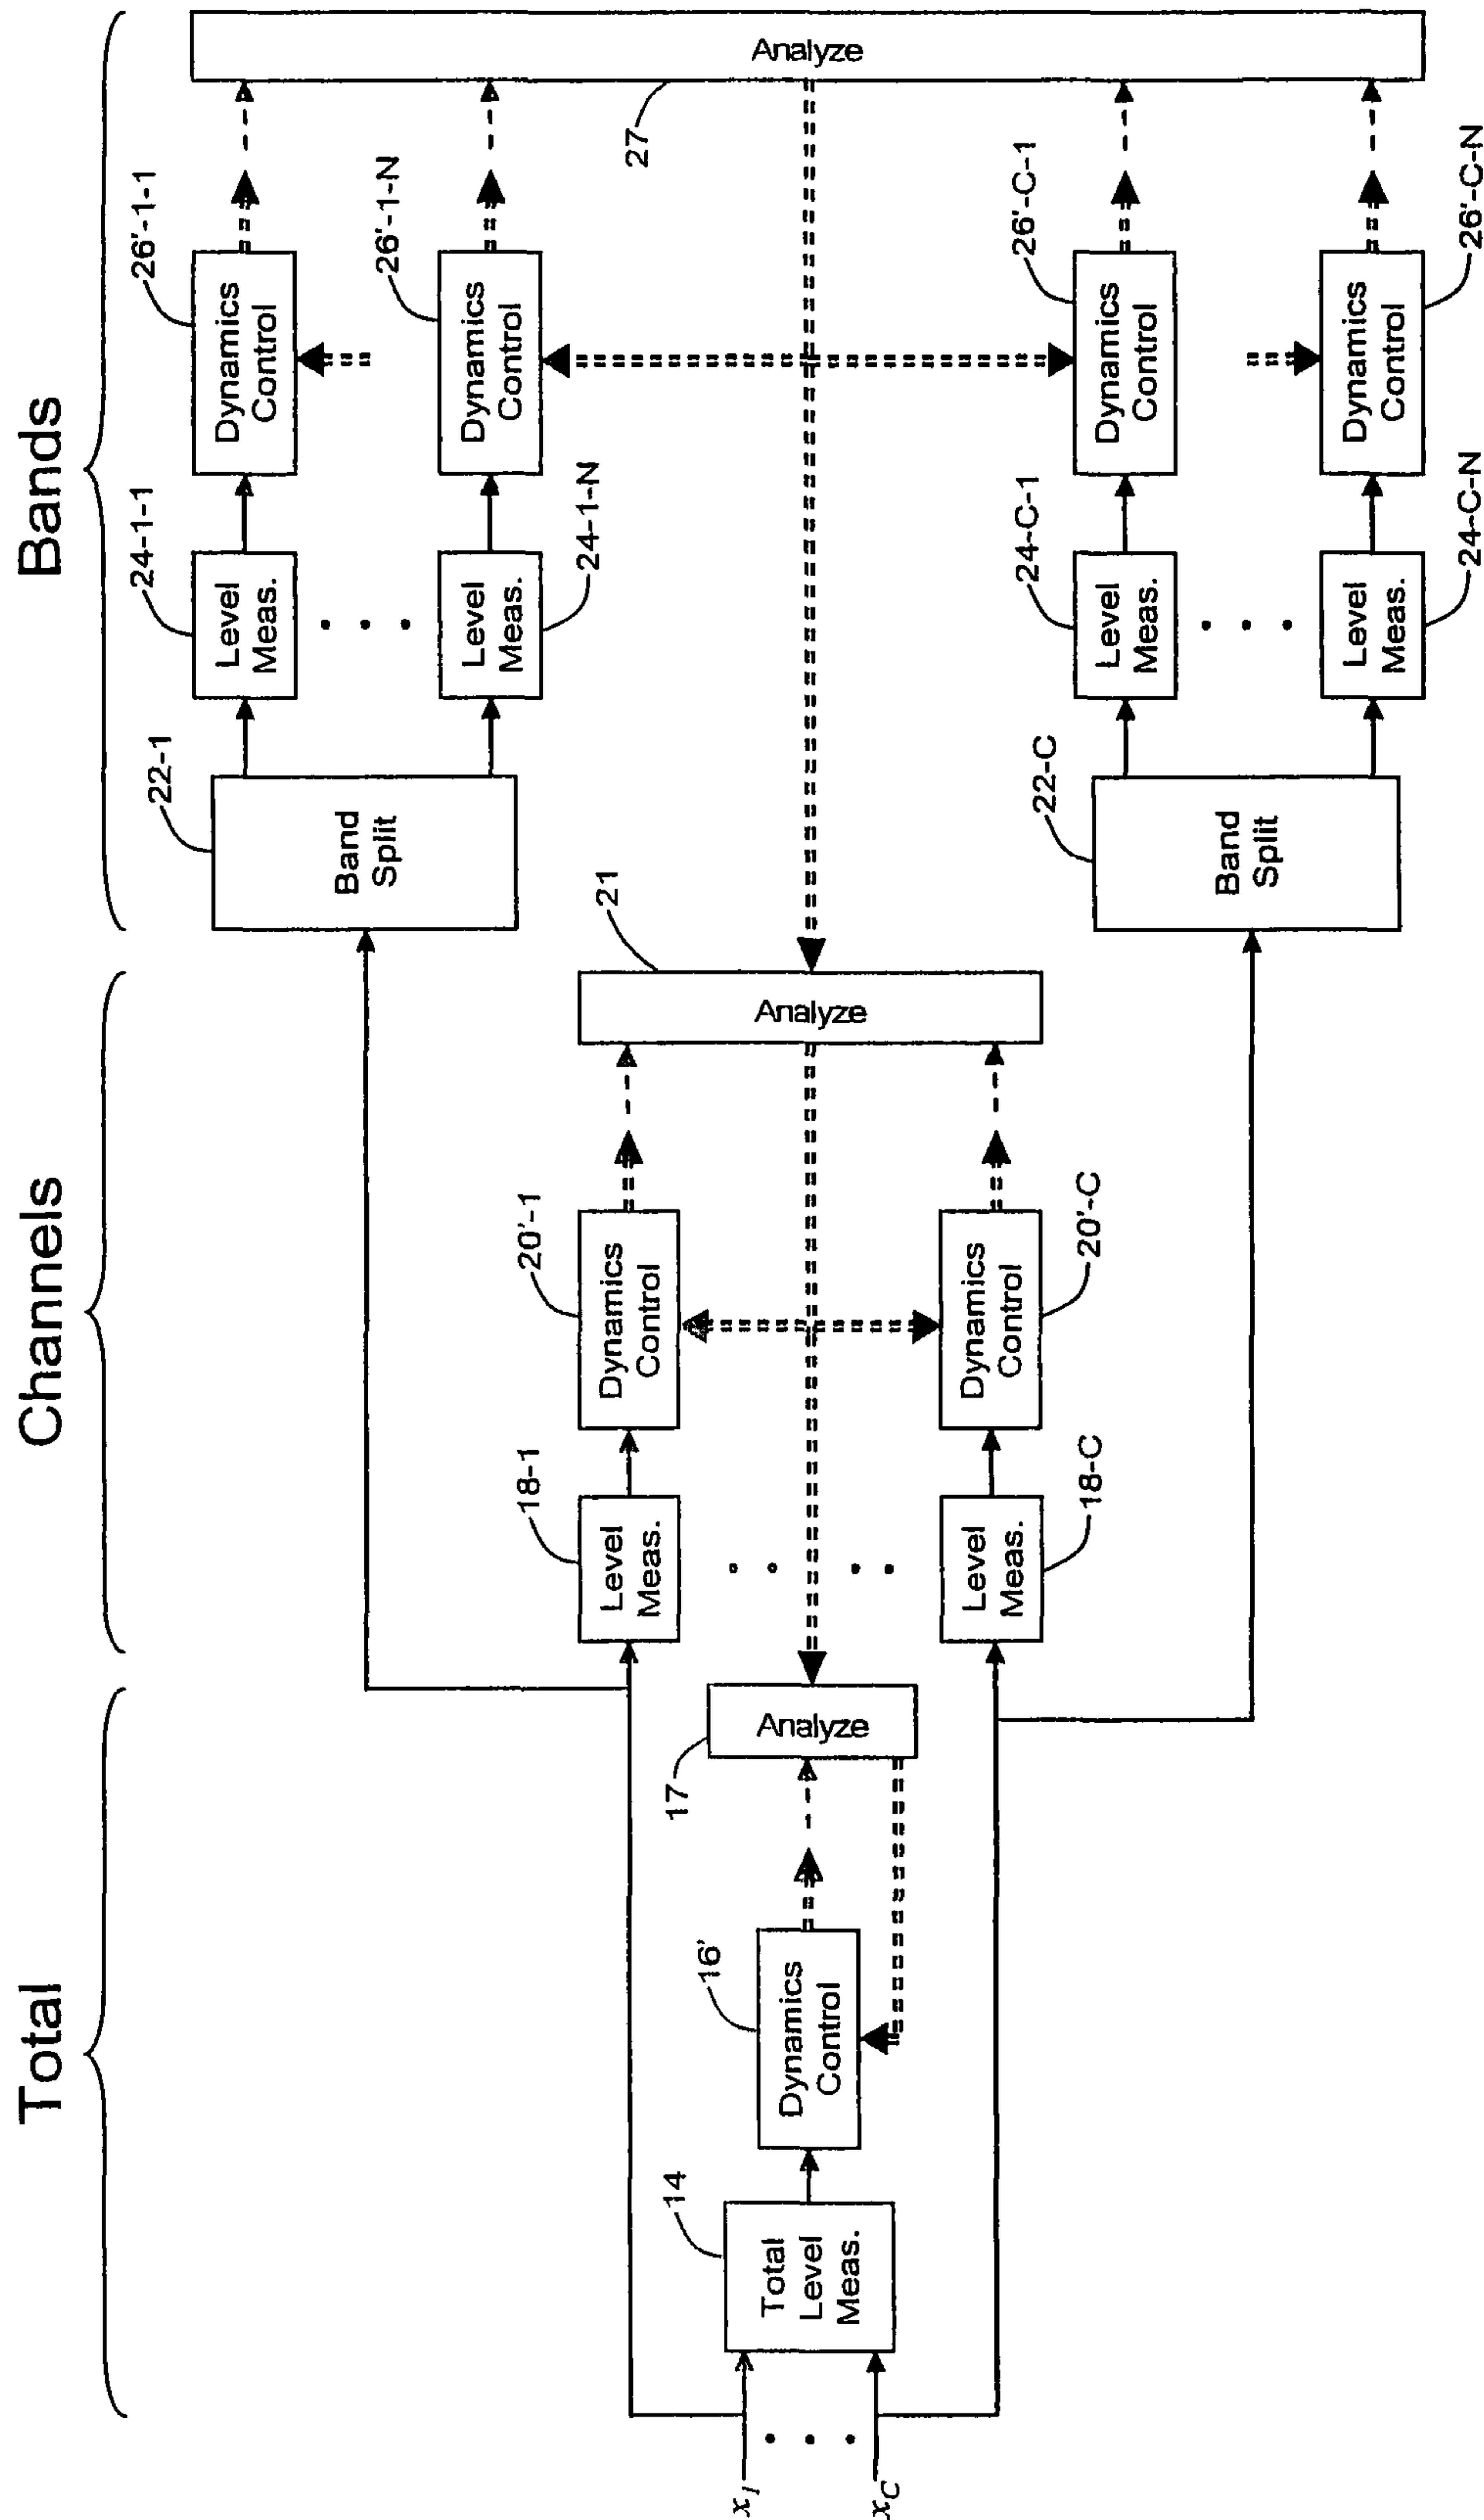 Total
Channels
Bands
x1
xC
14
Total
Level
Meas.
16'
Dynamics
Control
17
Analyze
18-1
Level
Meas.
20'-1
Dynamics
Control
18-C
Level
Meas.
20'-C
Dynamics
Control
21
Analyze
22-1
Band
Split
24-1-1
Level
Meas.
26'-1-1
Dynamics
Control
24-1-N
Level
Meas.
26'-1-N
Dynamics
Control
27
Analyze
22-C
Band
Split
24-C-1
Level
Meas.
26'-C-1
Dynamics
Control
24-C-N
Level
Meas.
26'-C-N
Dynamics
Control